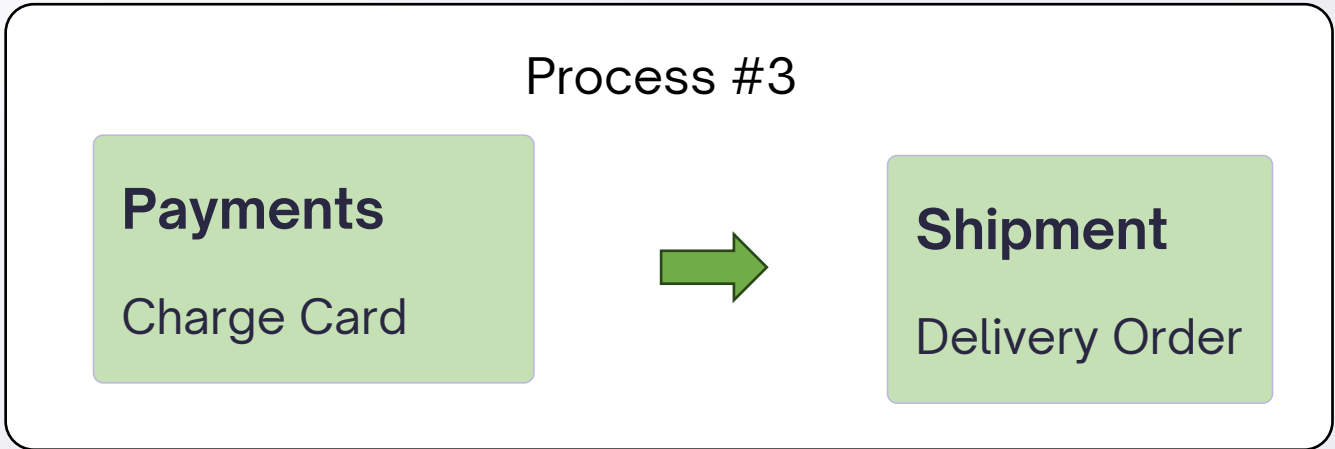 Process #3
Payments
Charge Card
Shipment
Delivery Order